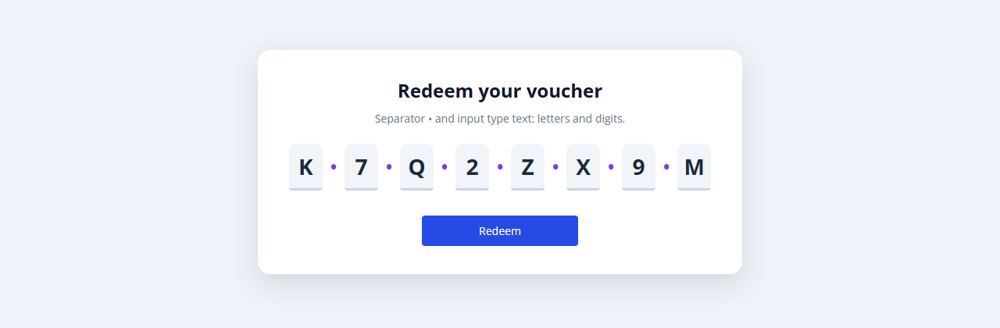 Redeem your voucher
Separator • and input type text: letters and digits.
K • 7 • Q • 2 • Z • X • 9 • M
Redeem